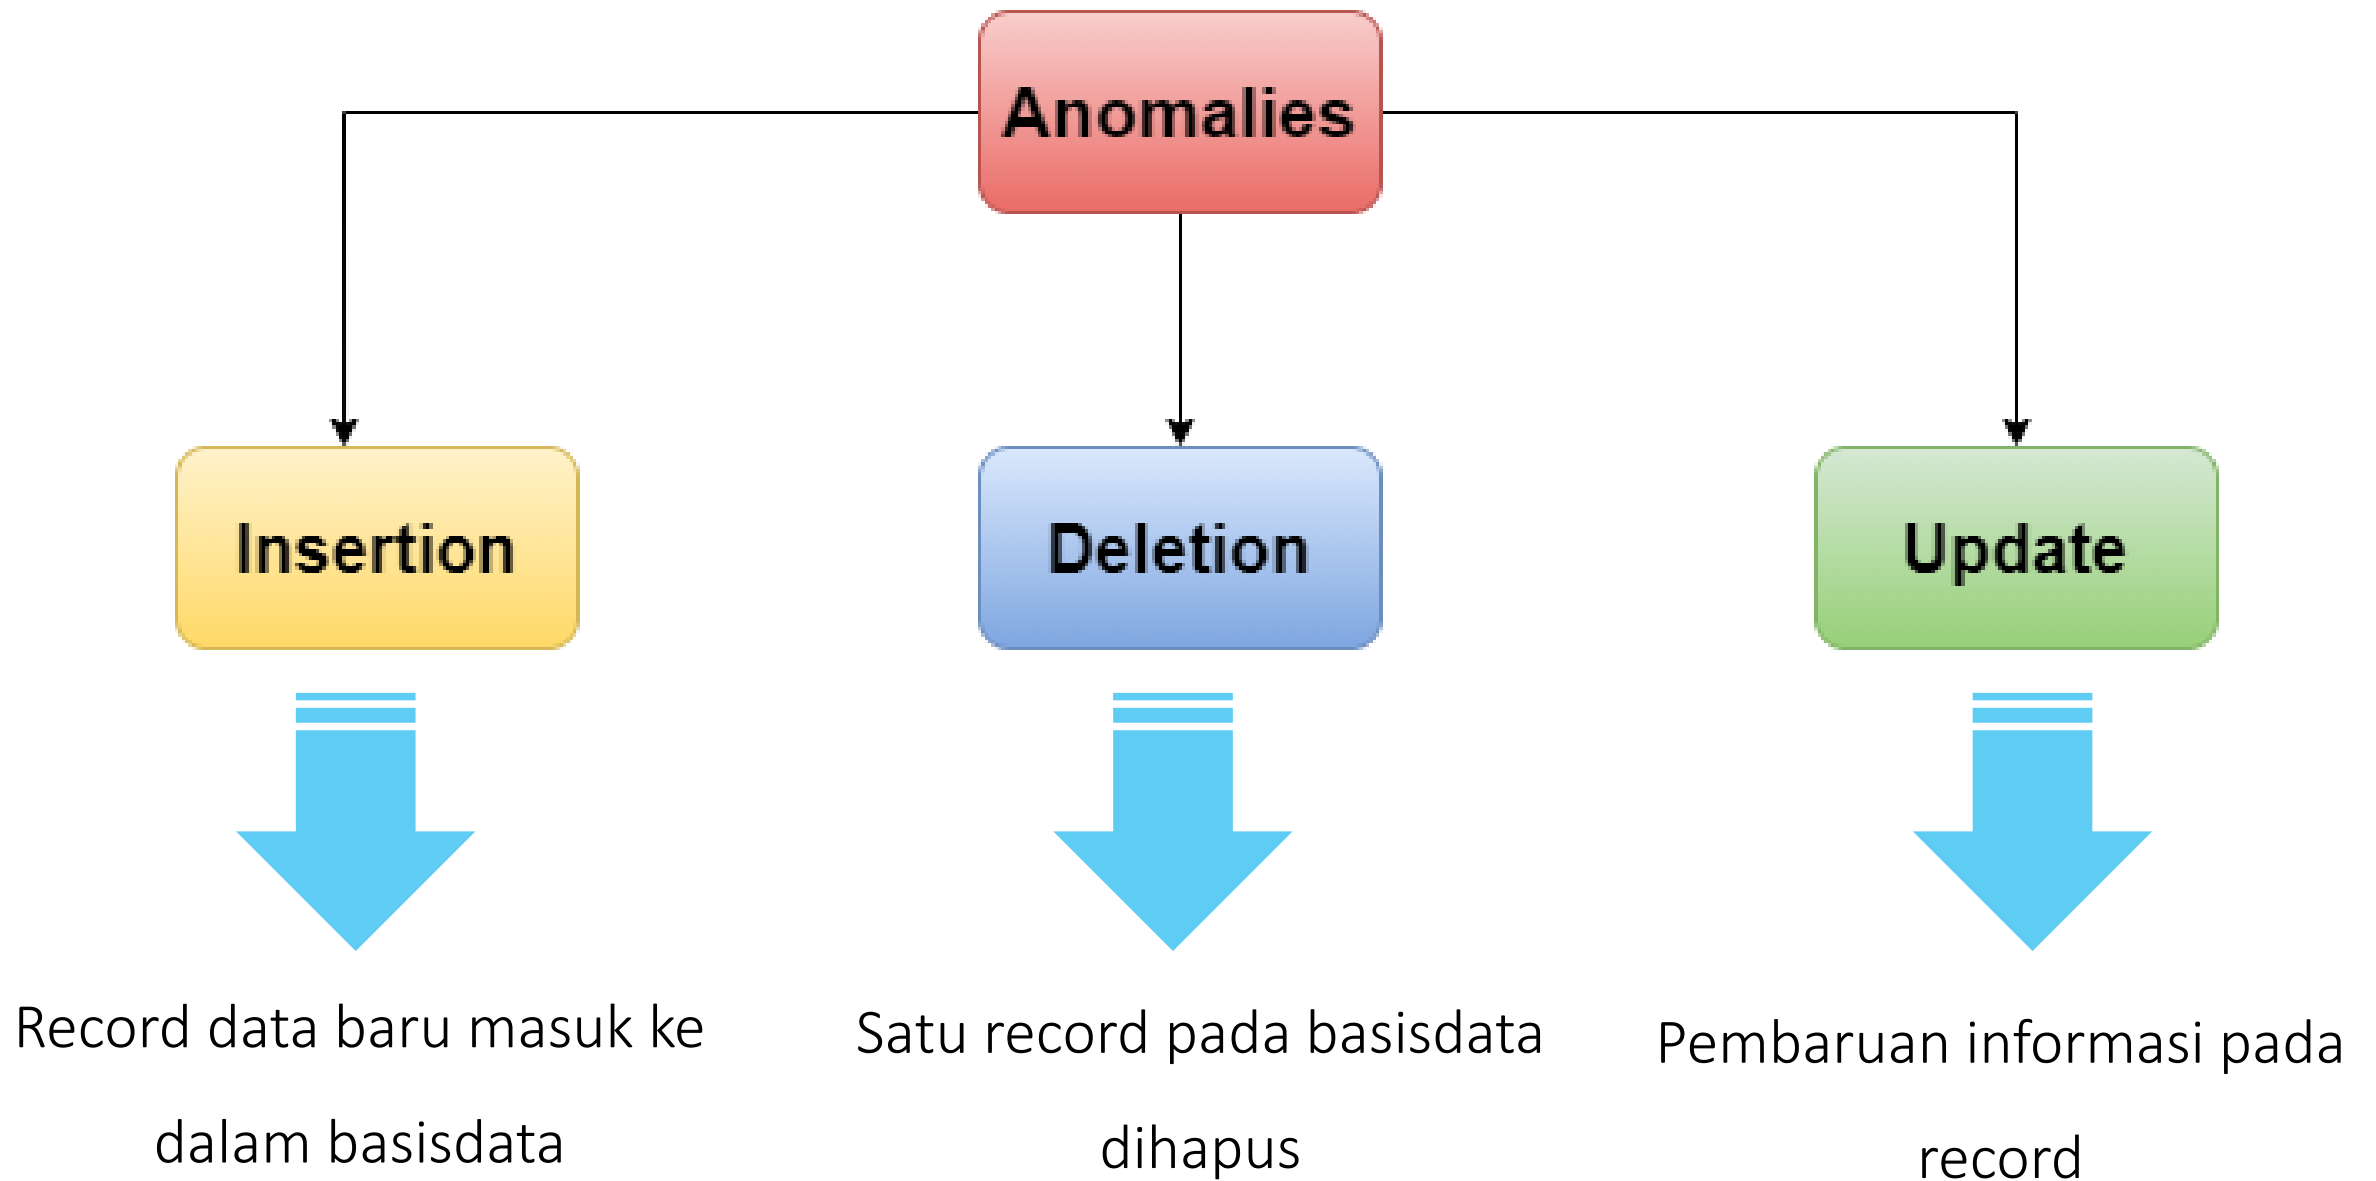 Anomalies
Insertion
Deletion
Update
Record data baru masuk ke
dalam basisdata
Satu record pada basisdata
dihapus
Pembaruan informasi pada
record